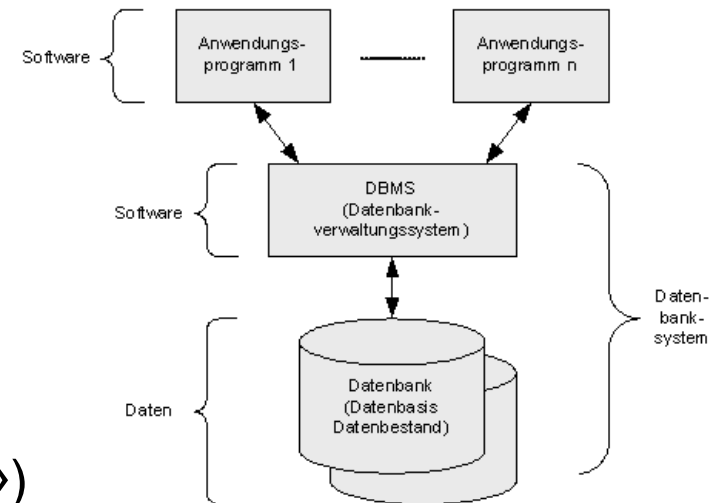 Software
Anwendungs-
programm 1
Anwendungs-
programm n
Software
DBMS
(Datenbank-
verwaltungssystem)
Daten-
bank-
system
Daten
Datenbank
(Datenbasis
Datenbestand)
»)